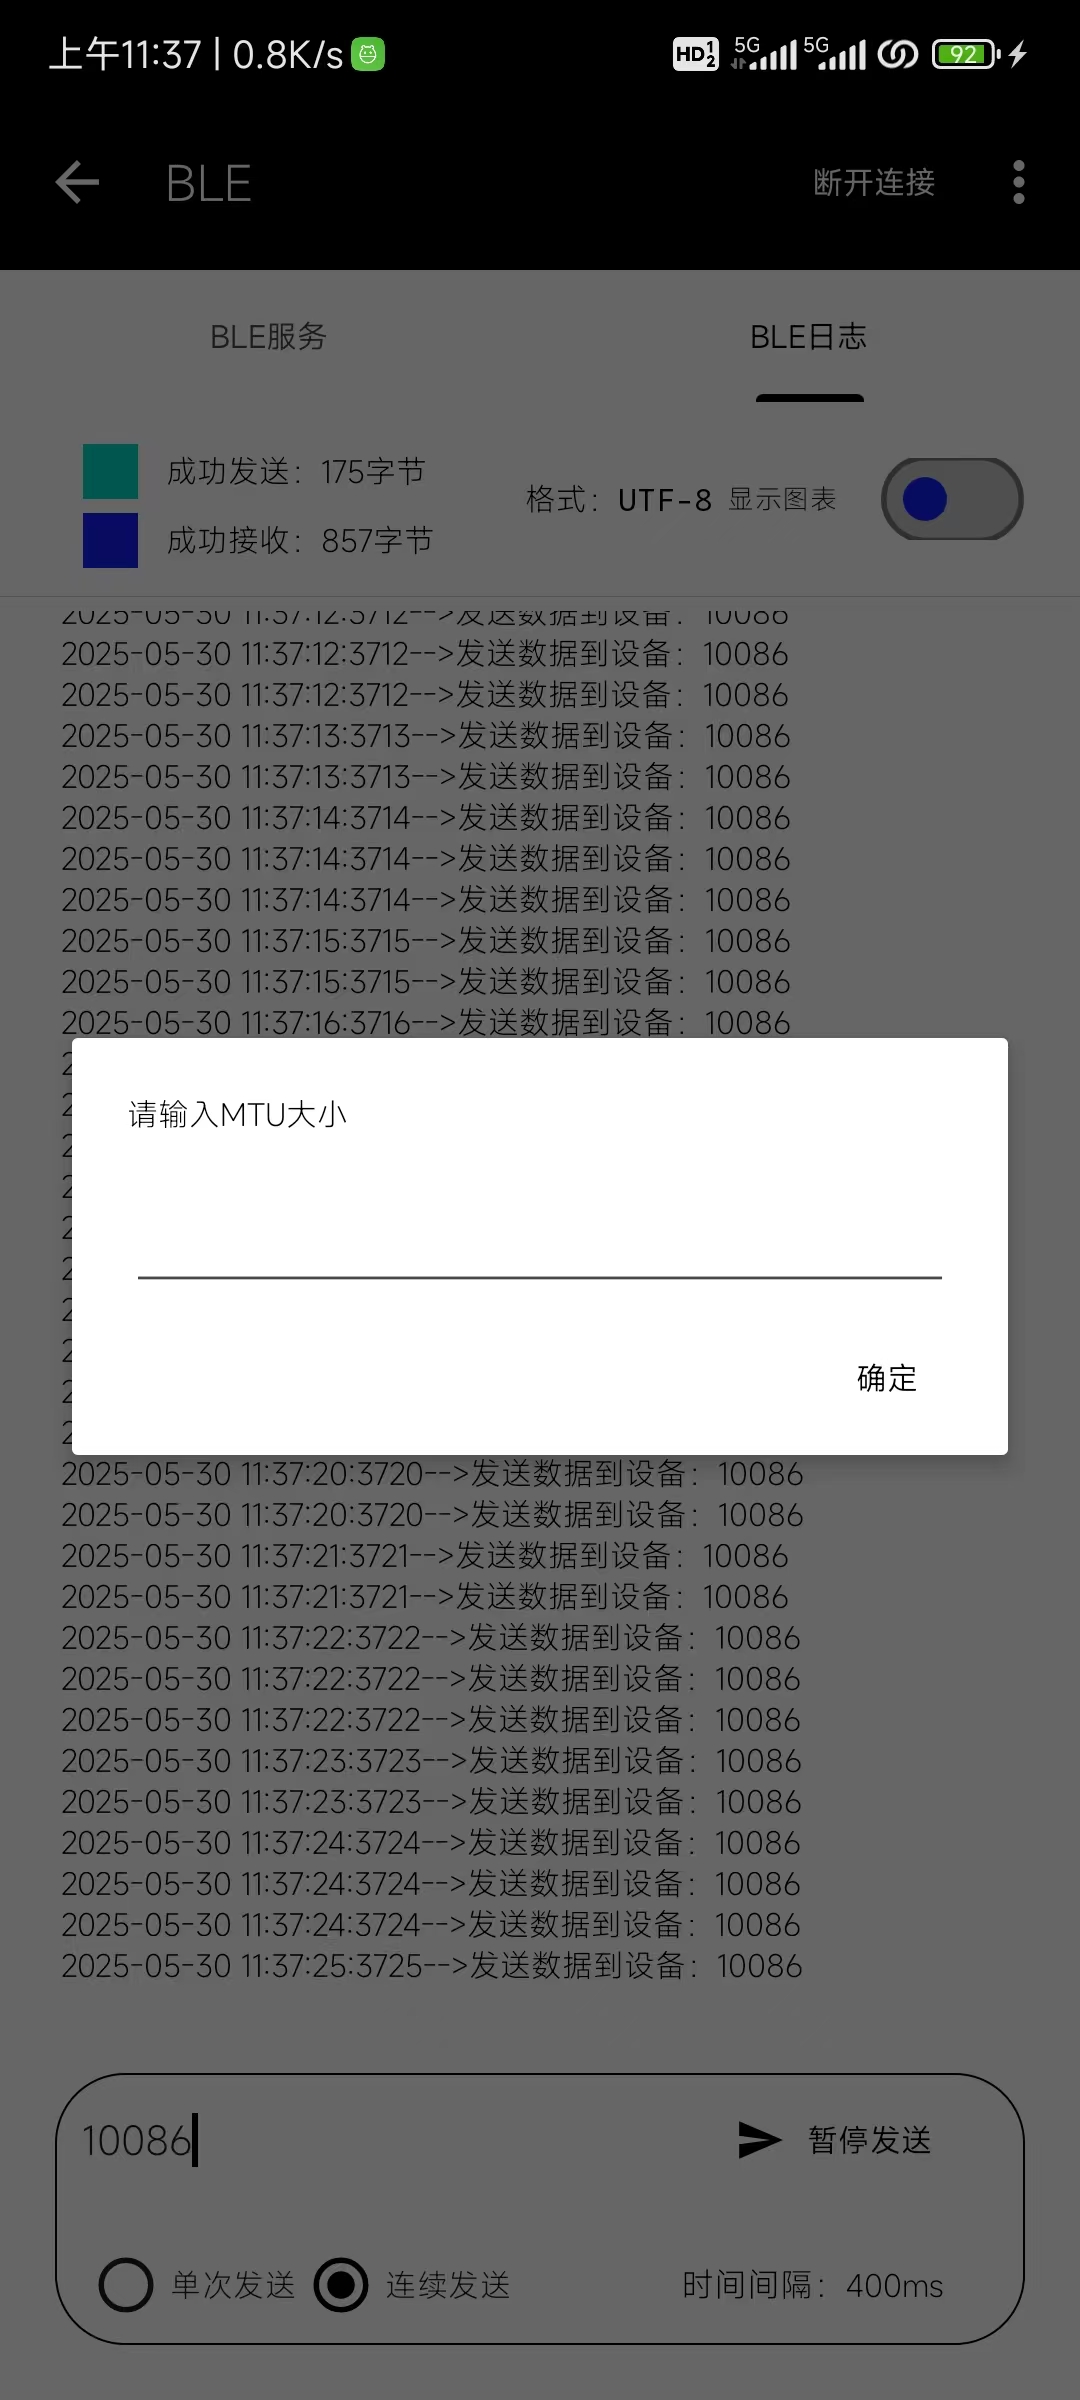 上午11:37 | 0.8K/s HD 1 2 5G 5G 92
BLE 断开连接
BLE服务 BLE日志
成功发送：175字节
格式：UTF-8 显示图表
成功接收：857字节
2025-05-30 11:37:12:3712-->发送数据到设备：10086
2025-05-30 11:37:12:3712-->发送数据到设备：10086
2025-05-30 11:37:12:3712-->发送数据到设备：10086
2025-05-30 11:37:13:3713-->发送数据到设备：10086
2025-05-30 11:37:13:3713-->发送数据到设备：10086
2025-05-30 11:37:14:3714-->发送数据到设备：10086
2025-05-30 11:37:14:3714-->发送数据到设备：10086
2025-05-30 11:37:14:3714-->发送数据到设备：10086
2025-05-30 11:37:15:3715-->发送数据到设备：10086
2025-05-30 11:37:15:3715-->发送数据到设备：10086
2025-05-30 11:37:16:3716-->发送数据到设备：10086
请输入MTU大小
确定
2025-05-30 11:37:20:3720-->发送数据到设备：10086
2025-05-30 11:37:20:3720-->发送数据到设备：10086
2025-05-30 11:37:21:3721-->发送数据到设备：10086
2025-05-30 11:37:21:3721-->发送数据到设备：10086
2025-05-30 11:37:22:3722-->发送数据到设备：10086
2025-05-30 11:37:22:3722-->发送数据到设备：10086
2025-05-30 11:37:22:3722-->发送数据到设备：10086
2025-05-30 11:37:23:3723-->发送数据到设备：10086
2025-05-30 11:37:23:3723-->发送数据到设备：10086
2025-05-30 11:37:24:3724-->发送数据到设备：10086
2025-05-30 11:37:24:3724-->发送数据到设备：10086
2025-05-30 11:37:24:3724-->发送数据到设备：10086
2025-05-30 11:37:25:3725-->发送数据到设备：10086
10086 暂停发送
单次发送 连续发送 时间间隔：400ms